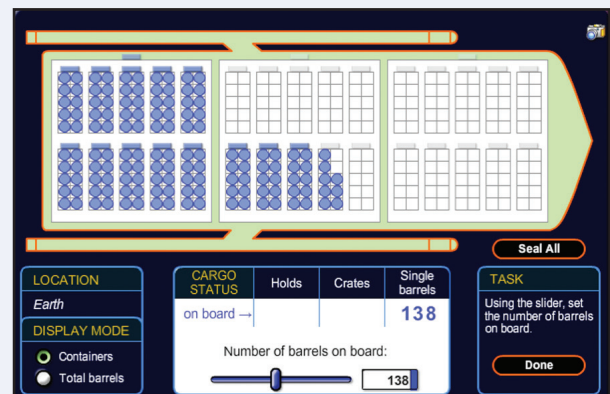 Seal All
LOCATION
Earth
DISPLAY MODE
Containers
Total barrels
CARGO STATUS
Holds
Crates
Single barrels
on board →
138
Number of barrels on board:
138
TASK
Using the slider, set
the number of barrels
on board.
Done